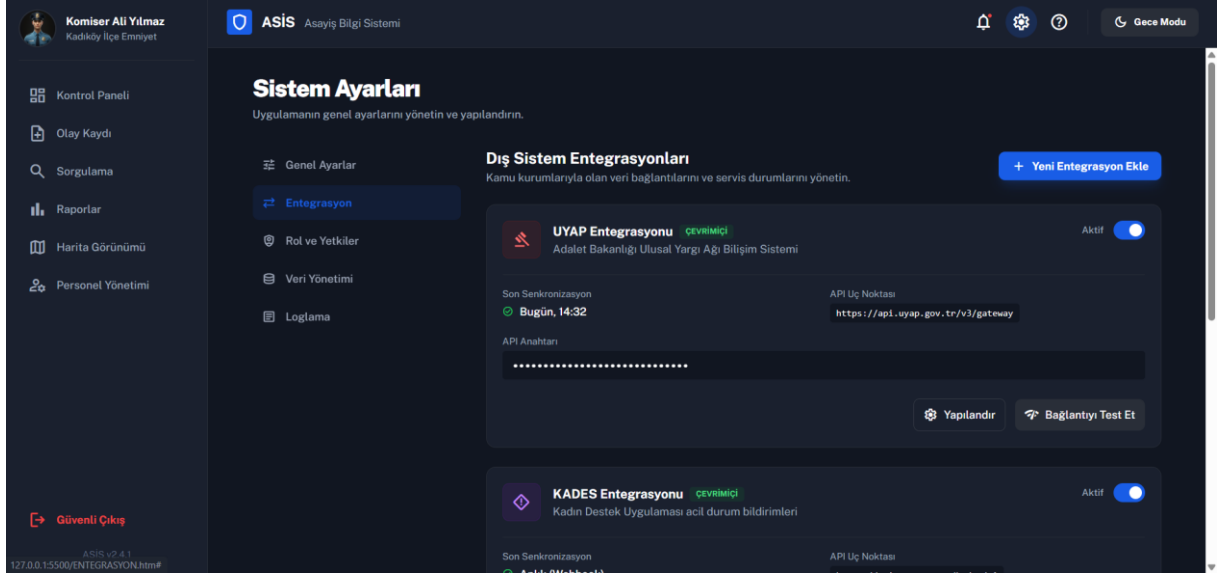 Komiser Ali Yılmaz
Kadıköy İlçe Emniyet
ASİS Asayiş Bilgi Sistemi
Gece Modu
Kontrol Paneli
Olay Kaydı
Sorgulama
Raporlar
Harita Görünümü
Personel Yönetimi
Güvenli Çıkış
ASİS v2.4.1
127.0.0.1:5500/ENTEGRASYON.htm#
Sistem Ayarları
Uygulamanın genel ayarlarını yönetin ve yapılandırın.
Genel Ayarlar
Entegrasyon
Rol ve Yetkiler
Veri Yönetimi
Loglama
Dış Sistem Entegrasyonları
Kamu kurumlarıyla olan veri bağlantılarını ve servis durumlarını yönetin.
+ Yeni Entegrasyon Ekle
UYAP Entegrasyonu ÇEVRİMİÇİ
Adalet Bakanlığı Ulusal Yargı Ağı Bilişim Sistemi
Aktif
Son Senkronizasyon
Bugün, 14:32
API Uç Noktası
https://api.uyap.gov.tr/v3/gateway
API Anahtarı
•••••••••••••••••••••••••••••
Yapılandır
Bağlantıyı Test Et
KADES Entegrasyonu ÇEVRİMİÇİ
Kadın Destek Uygulaması acil durum bildirimleri
Aktif
Son Senkronizasyon
API Uç Noktası